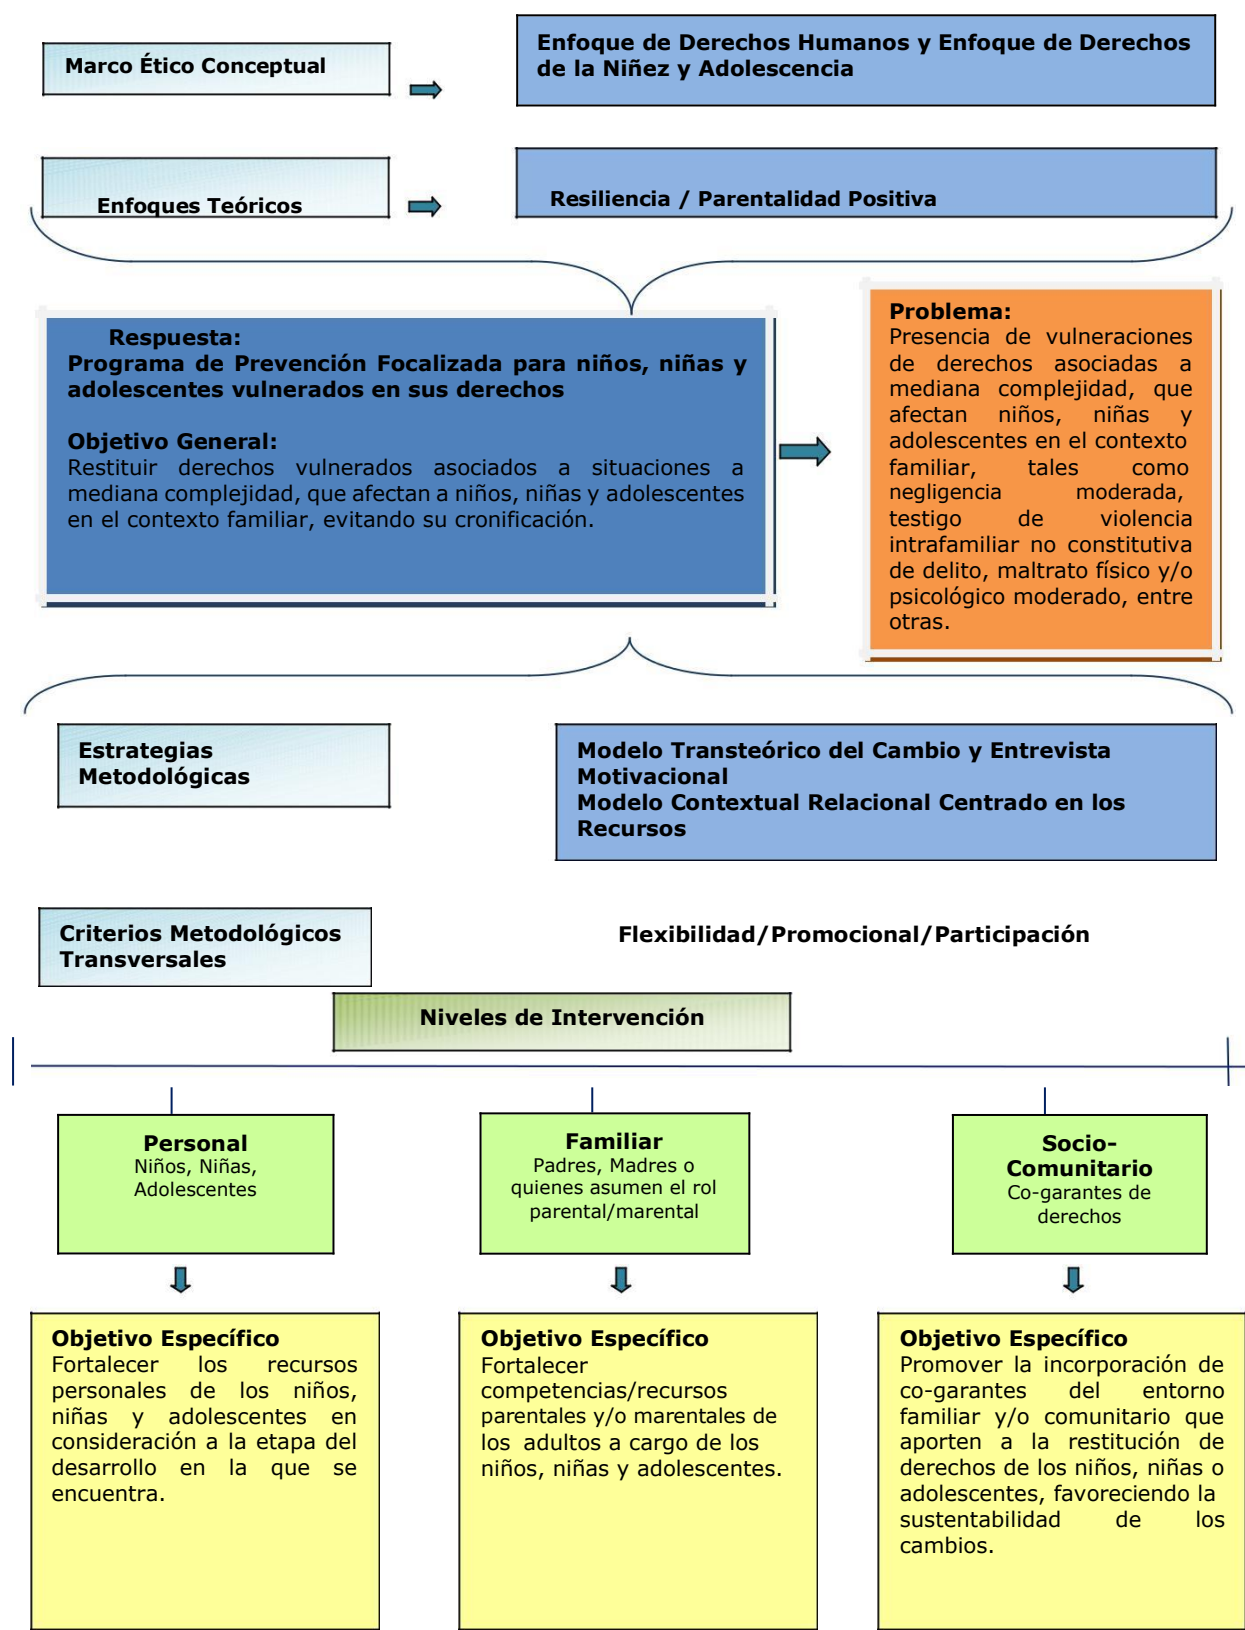 Marco Ético Conceptual
Enfoque de Derechos Humanos y Enfoque de Derechos
de la Niñez y Adolescencia
Enfoques Teóricos
Resiliencia / Parentalidad Positiva
Respuesta:
Programa de Prevención Focalizada para niños, niñas y
adolescentes vulnerados en sus derechos
Objetivo General:
Restituir derechos vulnerados asociados a situaciones a
mediana complejidad, que afectan a niños, niñas y adolescentes
en el contexto familiar, evitando su cronificación.
Problema:
Presencia de vulneraciones
de derechos asociadas a
mediana complejidad, que
afectan niños, niñas y
adolescentes en el contexto
familiar, tales como
negligencia moderada,
testigo de violencia
intrafamiliar no constitutiva
de delito, maltrato físico y/o
psicológico moderado, entre
otras.
Estrategias
Metodológicas
Modelo Transteórico del Cambio y Entrevista
Motivacional
Modelo Contextual Relacional Centrado en los
Recursos
Criterios Metodológicos
Transversales
Flexibilidad/Promocional/Participación
Niveles de Intervención
Personal
Niños, Niñas,
Adolescentes
Familiar
Padres, Madres o
quienes asumen el rol
parental/marental
Socio-
Comunitario
Co-garantes de
derechos
Objetivo Específico
Fortalecer los recursos
personales de los niños,
niñas y adolescentes en
consideración a la etapa del
desarrollo en la que se
encuentra.
Objetivo Específico
Fortalecer
competencias/recursos
parentales y/o marentales de
los adultos a cargo de los
niños, niñas y adolescentes.
Objetivo Específico
Promover la incorporación de
co-garantes del entorno
familiar y/o comunitario que
aporten a la restitución de
derechos de los niños, niñas o
adolescentes, favoreciendo la
sustentabilidad de los
cambios.